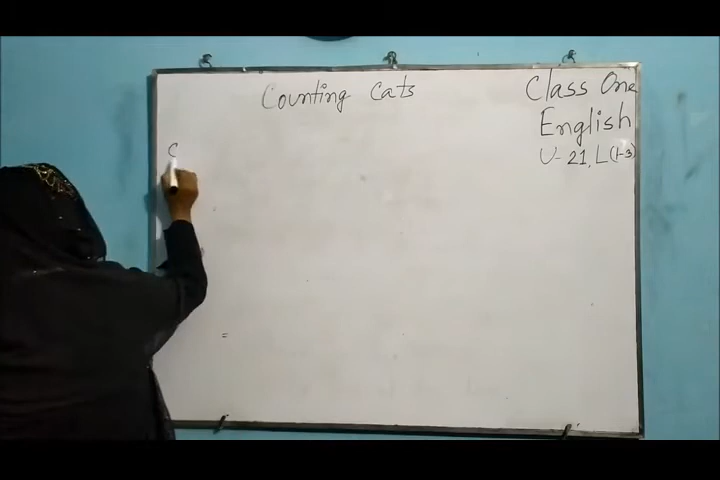 Counting Cats
Class One
English
U-21, L(1-3)
C